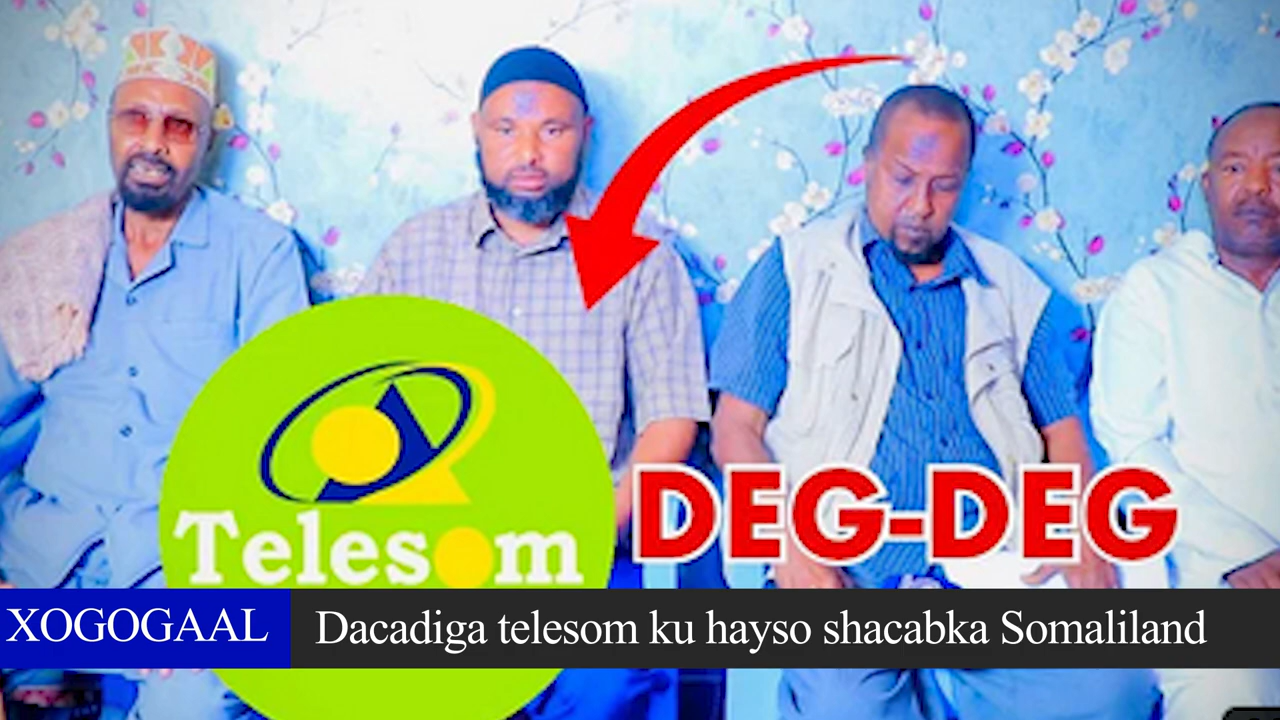 Telesom
DEG-DEG
XOGOGAAL
Dacadiga telesom ku hayso shacabka Somaliland